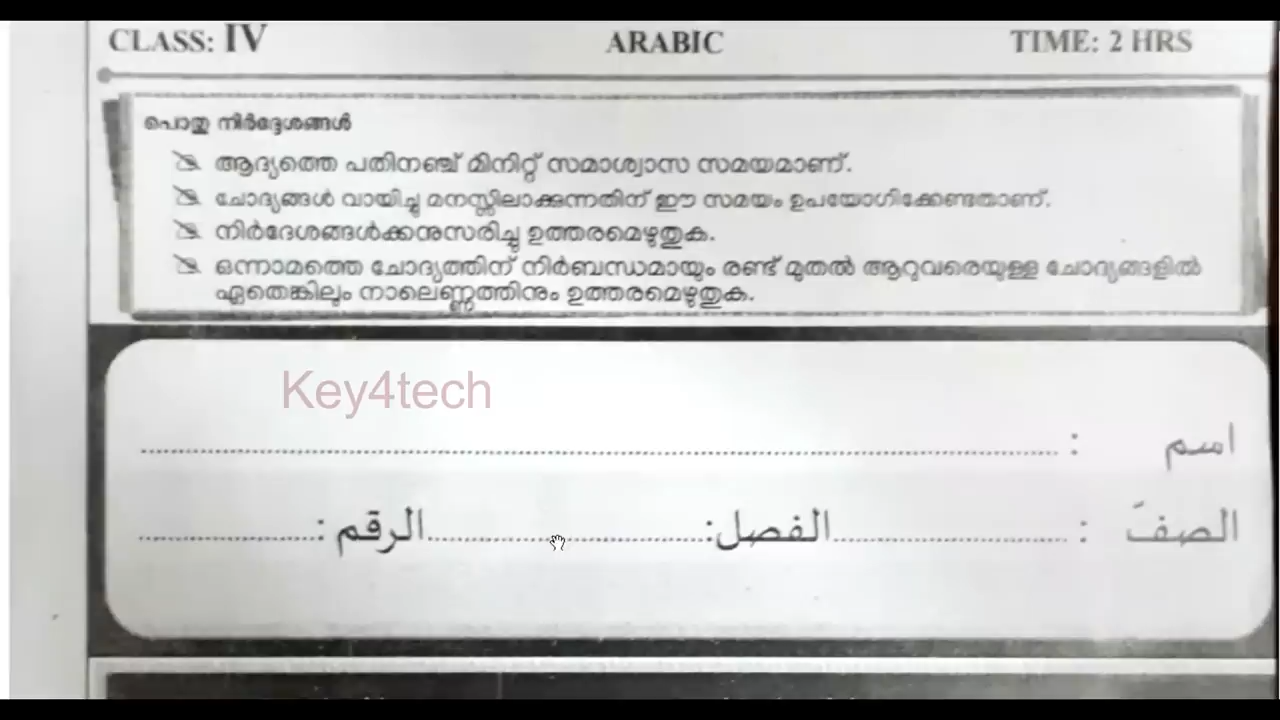 CLASS: IV ARABIC TIME: 2 HRS
പൊതു നിർദ്ദേശങ്ങൾ
ആദ്യത്തെ പതിനഞ്ച് മിനിറ്റ് സമാശ്വാസ സമയമാണ്.
ചോദ്യങ്ങൾ വായിച്ചു മനസ്സിലാക്കുന്നതിന് ഈ സമയം ഉപയോഗിക്കേണ്ടതാണ്.
നിർദേശങ്ങൾക്കനുസരിച്ചു ഉത്തരമെഴുതുക.
ഒന്നാമത്തെ ചോദ്യത്തിന് നിർബന്ധമായും രണ്ട് മുതൽ ആറുവരെയുള്ള ചോദ്യങ്ങളിൽ
ഏതെങ്കിലും നാലെണ്ണത്തിനും ഉത്തരമെഴുതുക.
Key4tech
اسم : ............................................................
الصفّ : ..............................الفصل:..............................الرقم :....................